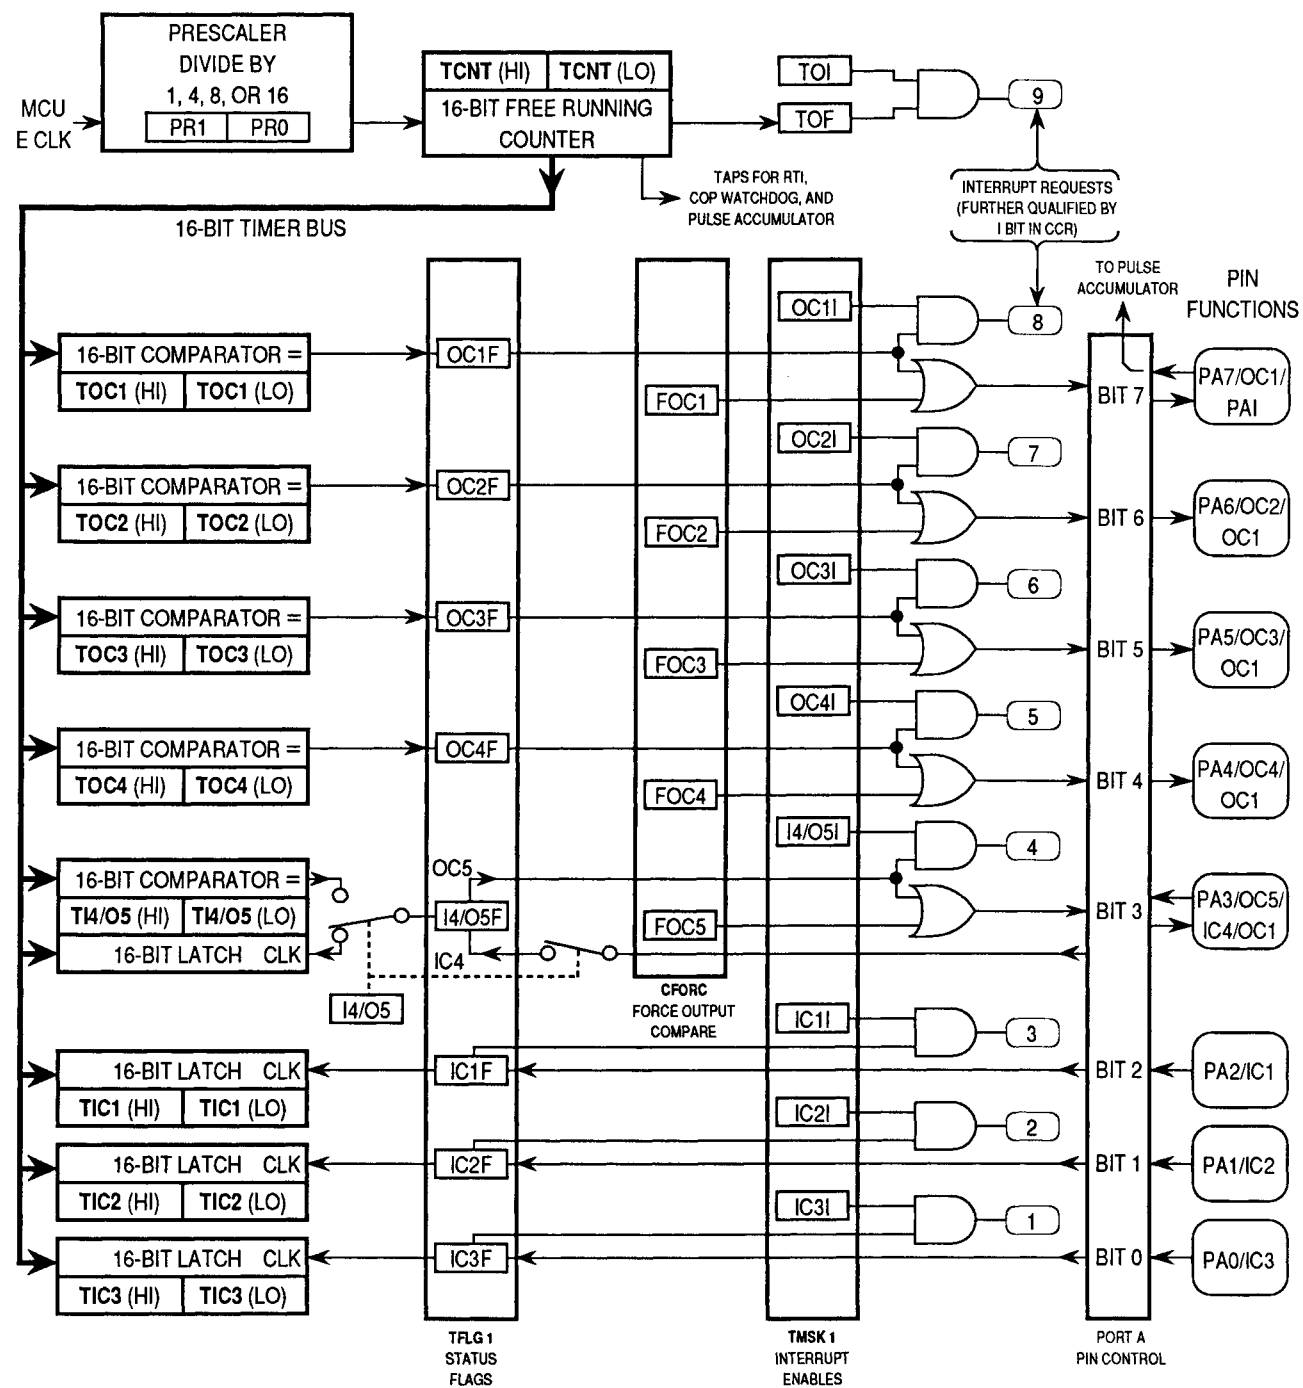 PRESCALER
DIVIDE BY
1, 4, 8, OR 16
PR1 PR0
MCU
E CLK
TCNT (HI) TCNT (LO)
16-BIT FREE RUNNING
COUNTER
TOI
TOF
9
TAPS FOR RTI,
COP WATCHDOG, AND
PULSE ACCUMULATOR
INTERRUPT REQUESTS
(FURTHER QUALIFIED BY
I BIT IN CCR)
16-BIT TIMER BUS
TO PULSE
ACCUMULATOR
PIN
FUNCTIONS
OC1I
8
16-BIT COMPARATOR =
TOC1 (HI) TOC1 (LO)
OC1F
FOC1
BIT 7
PA7/OC1/
PAI
OC2I
7
16-BIT COMPARATOR =
TOC2 (HI) TOC2 (LO)
OC2F
FOC2
BIT 6
PA6/OC2/
OC1
OC3I
6
16-BIT COMPARATOR =
TOC3 (HI) TOC3 (LO)
OC3F
FOC3
BIT 5
PA5/OC3/
OC1
OC4I
5
16-BIT COMPARATOR =
TOC4 (HI) TOC4 (LO)
OC4F
FOC4
BIT 4
PA4/OC4/
OC1
I4/O5I
4
16-BIT COMPARATOR =
TI4/O5 (HI) TI4/O5 (LO)
16-BIT LATCH CLK
OC5
I4/O5F
IC4
I4/O5
FOC5
BIT 3
PA3/OC5/
IC4/OC1
CFORC
FORCE OUTPUT
COMPARE
IC1I
3
16-BIT LATCH CLK
TIC1 (HI) TIC1 (LO)
IC1F
BIT 2
PA2/IC1
IC2I
2
16-BIT LATCH CLK
TIC2 (HI) TIC2 (LO)
IC2F
BIT 1
PA1/IC2
IC3I
1
16-BIT LATCH CLK
TIC3 (HI) TIC3 (LO)
IC3F
BIT 0
PA0/IC3
TFLG 1
STATUS
FLAGS
TMSK 1
INTERRUPT
ENABLES
PORT A
PIN CONTROL